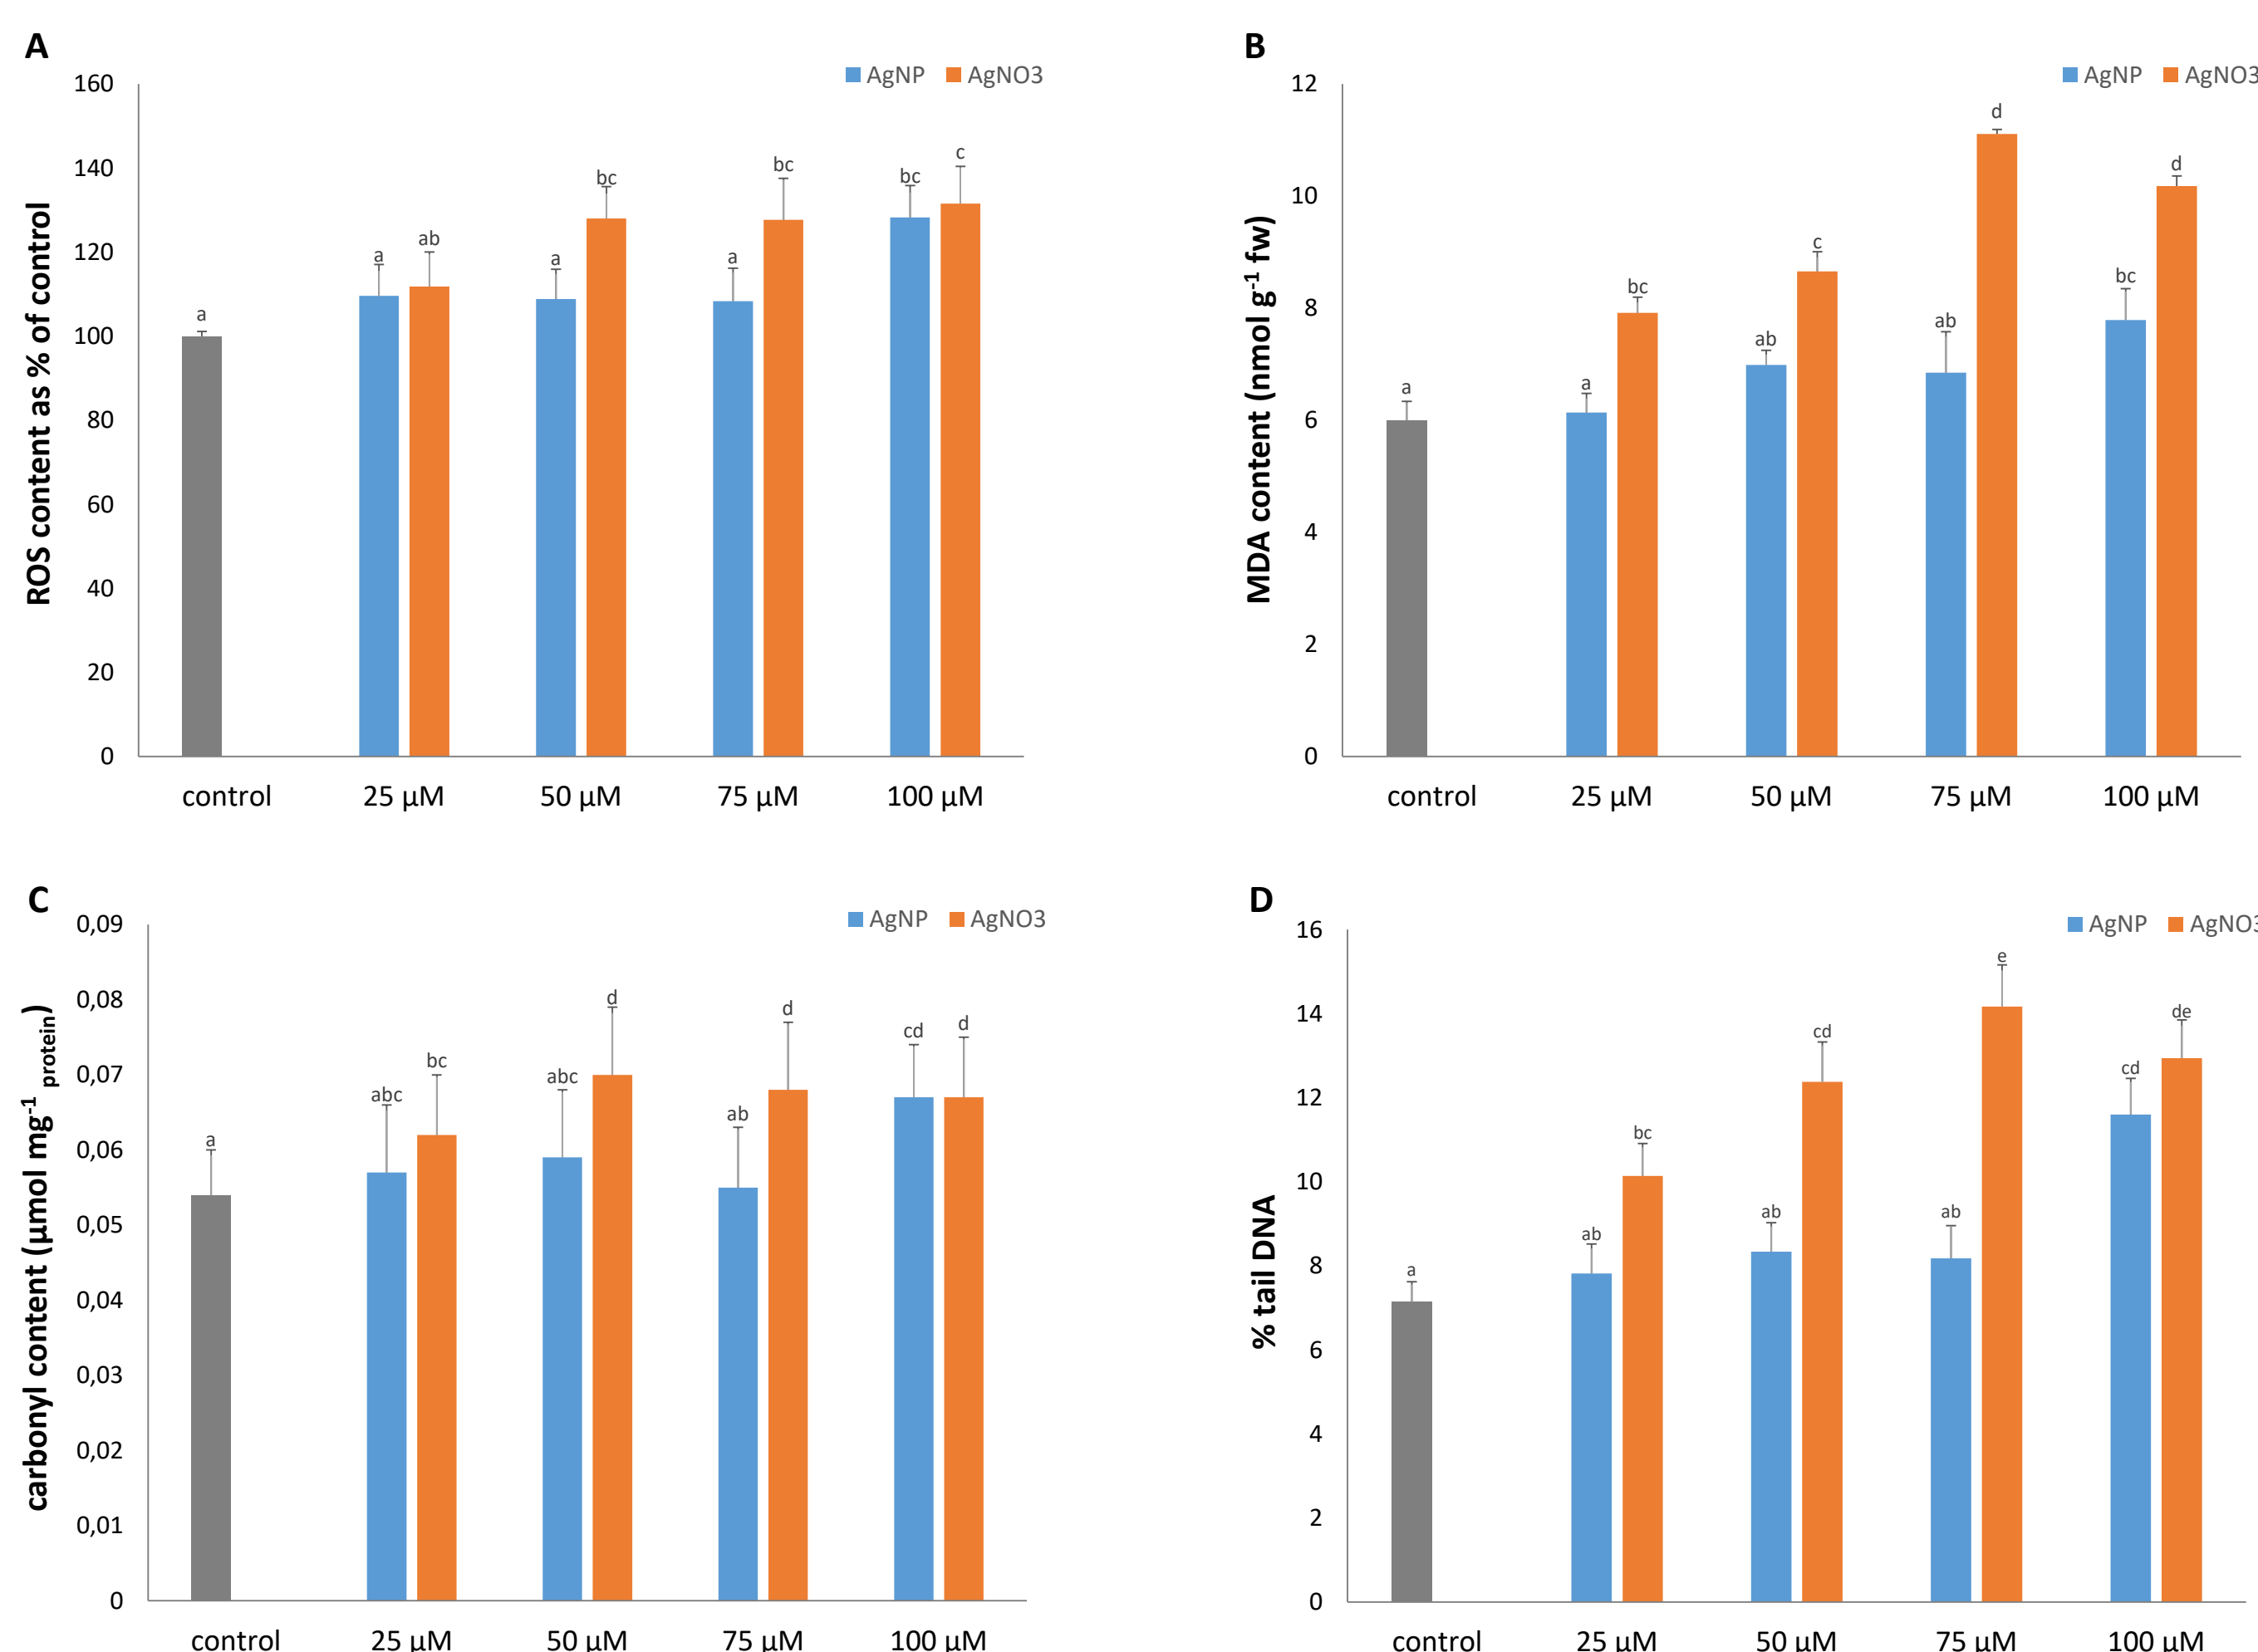 A
AgNP AgNO3
ROS content as % of control
160
140
120
100
80
60
40
20
0
a
a
ab
a
bc
a
bc
bc
c
control 25 µM 50 µM 75 µM 100 µM
B
AgNP AgNO3
MDA content (nmol g-1 fw)
12
10
8
6
4
2
0
a
a
bc
ab
c
ab
d
bc
d
control 25 µM 50 µM 75 µM 100 µM
C
AgNP AgNO3
carbonyl content (µmol mg-1 protein)
0,09
0,08
0,07
0,06
0,05
0,04
0,03
0,02
0,01
0
a
abc
bc
abc
d
ab
d
cd
d
control 25 µM 50 µM 75 µM 100 µM
D
AgNP AgNO3
% tail DNA
16
14
12
10
8
6
4
2
0
a
ab
bc
ab
cd
ab
e
cd
de
control 25 µM 50 µM 75 µM 100 µM